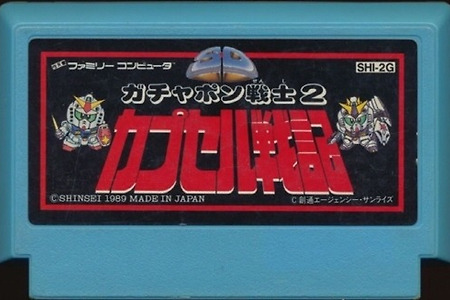 ファミリー コンピュータ
SD
SHI-2G
ガチャポン戦士2
カプセル戦記
©SHINSEI 1989 MADE IN JAPAN
© 創通エージェンシー・サンライズ